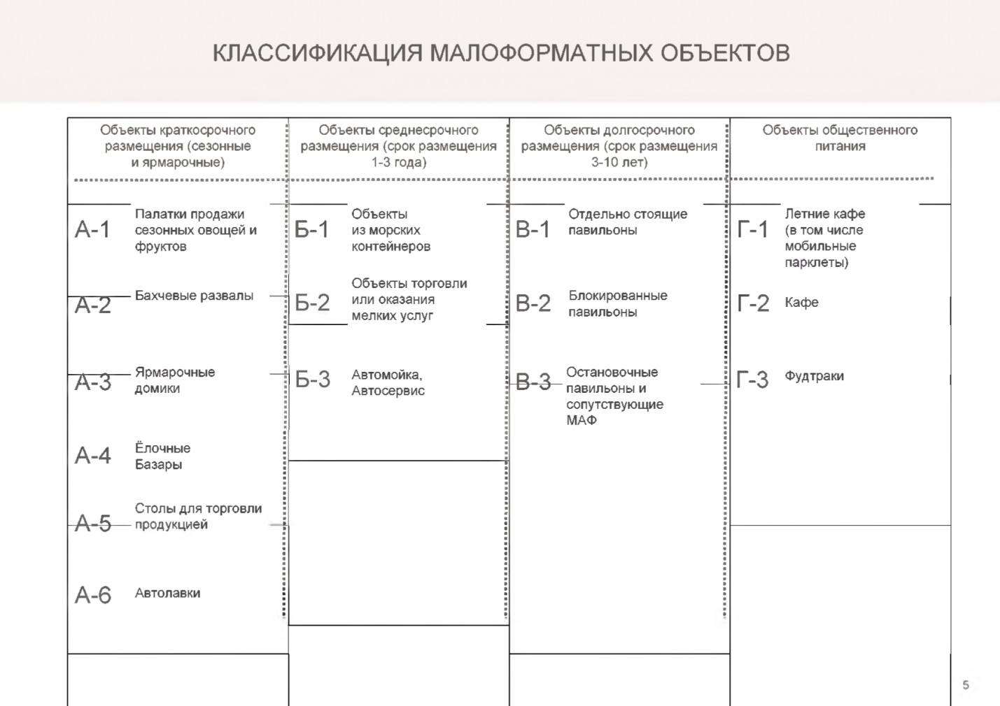 КЛАССИФИКАЦИЯ МАЛОФОРМАТНЫХ ОБЪЕКТОВ
Объекты краткосрочного
размещения (сезонные
и ярмарочные)
А-1
Палатки продажи
сезонных овощей и
фруктов
А-2
Бахчевые развалы
А-3
Ярмарочные
домики
А-4
Ёлочные
Базары
А-5
Столы для торговли
продукцией
А-6
Автолавки
Объекты среднесрочного
размещения (срок размещения
1-3 года)
Б-1
Объекты
из морских
контейнеров
Б-2
Объекты торговли
или оказания
мелких услуг
Б-3
Автомойка,
Автосервис
Объекты долгосрочного
размещения (срок размещения
3-10 лет)
В-1
Отдельно стоящие
павильоны
В-2
Блокированные
павильоны
В-3
Остановочные
павильоны и
сопутствующие
МАФ
Объекты общественного
питания
Г-1
Летние кафе
(в том числе
мобильные
парклеты)
Г-2
Кафе
Г-3
Фудтраки
5